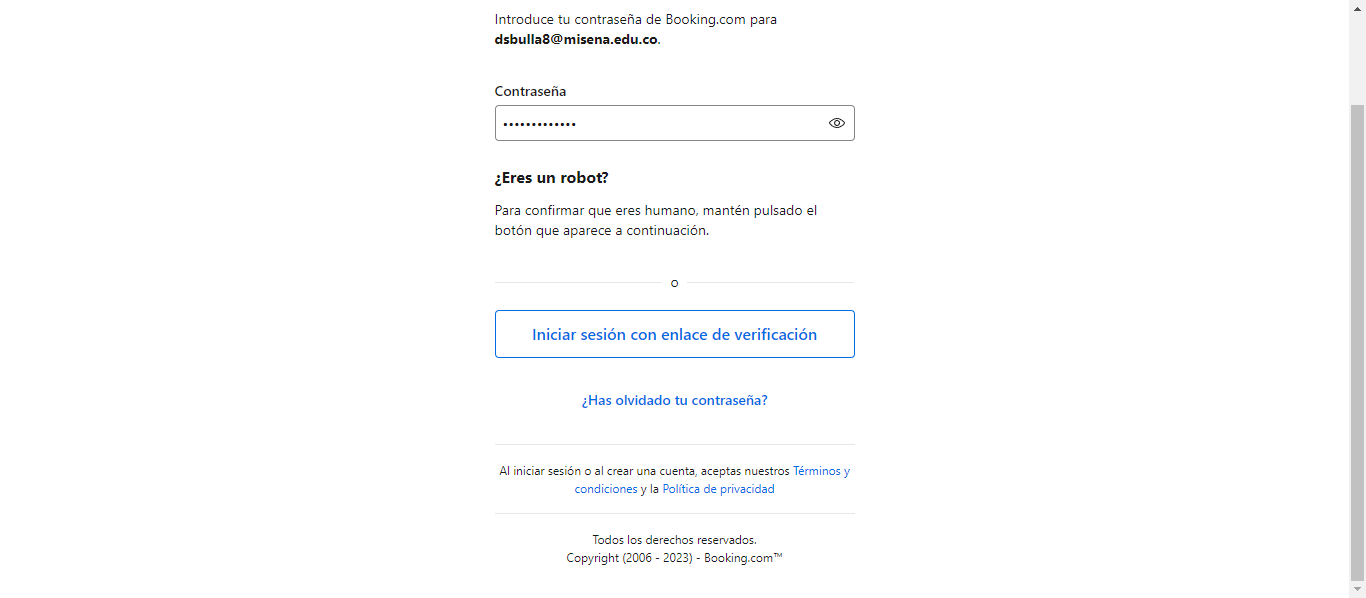 Introduce tu contraseña de Booking.com para
dsbulla8@misena.edu.co.
Contraseña
•••••••••••••
¿Eres un robot?
Para confirmar que eres humano, mantén pulsado el
botón que aparece a continuación.
o
Iniciar sesión con enlace de verificación
¿Has olvidado tu contraseña?
Al iniciar sesión o al crear una cuenta, aceptas nuestros Términos y
condiciones y la Política de privacidad
Todos los derechos reservados.
Copyright (2006 - 2023) - Booking.com™